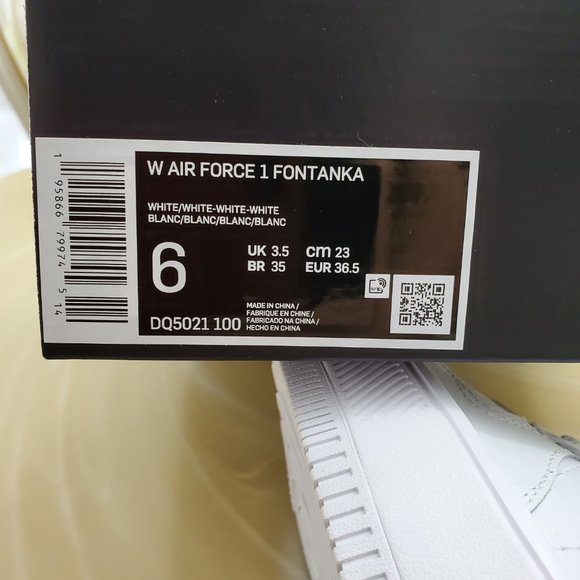 W AIR FORCE 1 FONTANKA
WHITE/WHITE-WHITE-WHITE
BLANC/BLANC/BLANC/BLANC
6
UK 3.5 cm 23
BR 35 EUR 36.5
MADE IN CHINA /
FABRIQUE EN CHINE /
FABRICADO NA CHINA /
HECHO EN CHINA
DQ5021 100
1 95866 79974 5 14